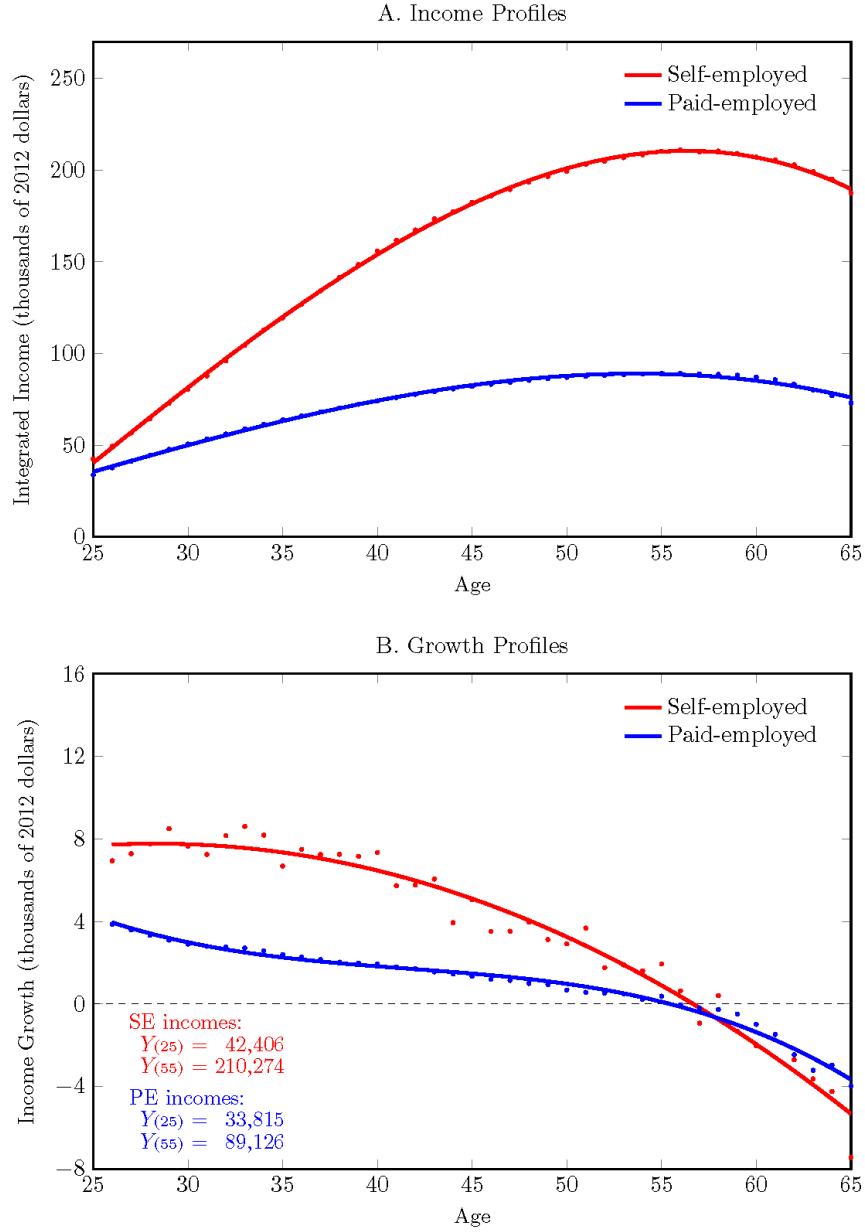 A. Income Profiles
Integrated Income (thousands of 2012 dollars)
250
200
150
100
50
0
Self-employed
Paid-employed
25 30 35 40 45 50 55 60 65
Age
B. Growth Profiles
Income Growth (thousands of 2012 dollars)
16
12
8
4
0
−4
−8
Self-employed
Paid-employed
SE incomes:
Y(25) = 42,406
Y(55) = 210,274
PE incomes:
Y(25) = 33,815
Y(55) = 89,126
25 30 35 40 45 50 55 60 65
Age